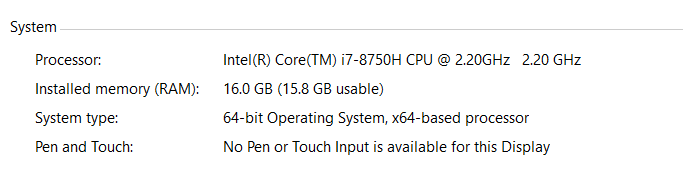 System
Processor: Intel(R) Core(TM) i7-8750H CPU @ 2.20GHz 2.20 GHz
Installed memory (RAM): 16.0 GB (15.8 GB usable)
System type: 64-bit Operating System, x64-based processor
Pen and Touch: No Pen or Touch Input is available for this Display